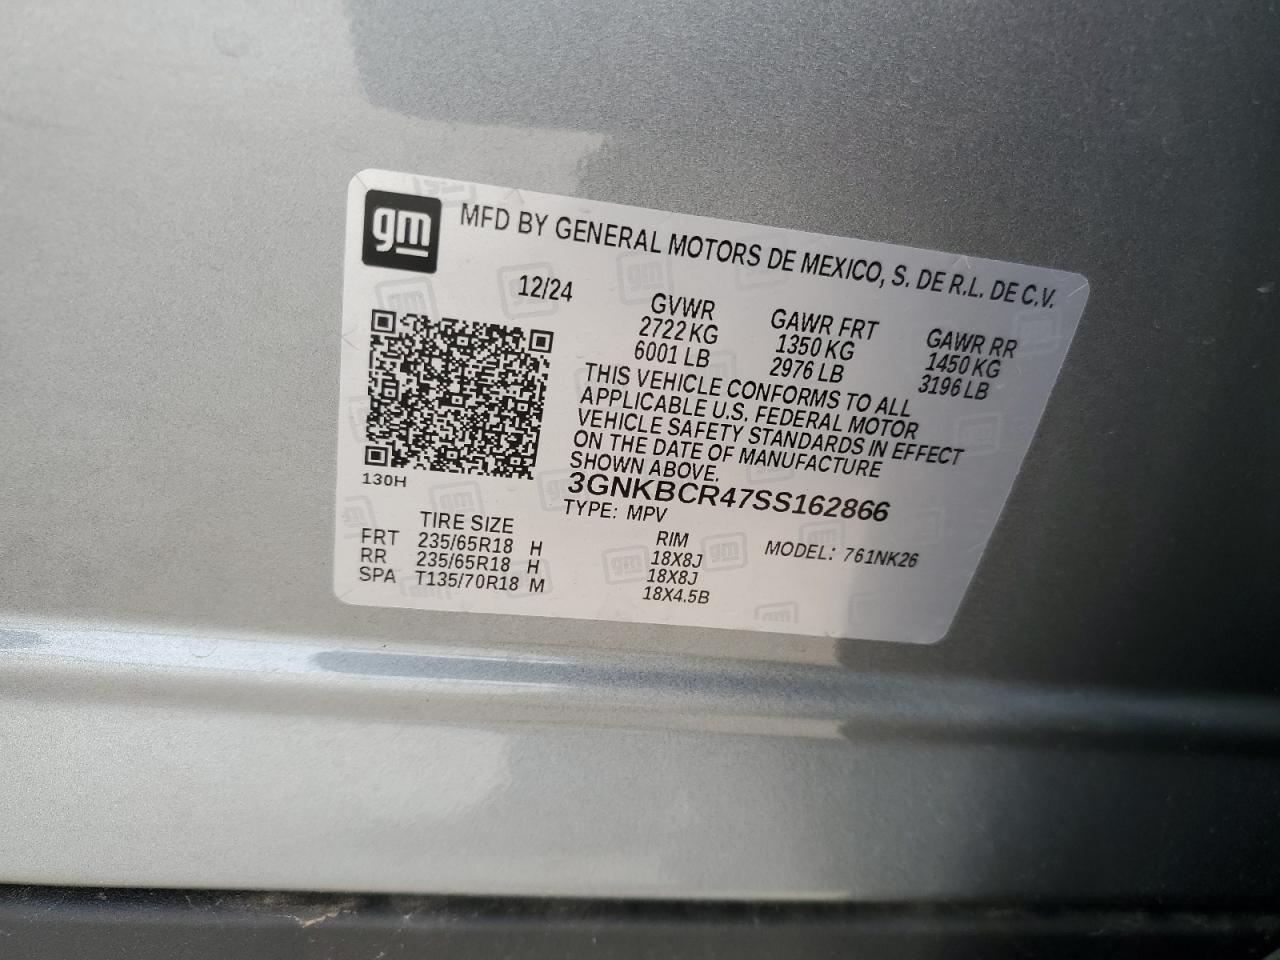 gm
MFD BY GENERAL MOTORS DE MEXICO, S. DE R.L. DE C.V.
12/24
GVWR GAWR FRT GAWR RR
2722 KG 1350 KG 1450 KG
6001 LB 2976 LB 3196 LB
THIS VEHICLE CONFORMS TO ALL
APPLICABLE U.S. FEDERAL MOTOR
VEHICLE SAFETY STANDARDS IN EFFECT
ON THE DATE OF MANUFACTURE
SHOWN ABOVE.
130H
3GNKBCR47SS162866
TYPE: MPV
MODEL: 761NK26
TIRE SIZE RIM
FRT 235/65R18 H 18X8J
RR 235/65R18 H 18X8J
SPA T135/70R18 M 18X4.5B